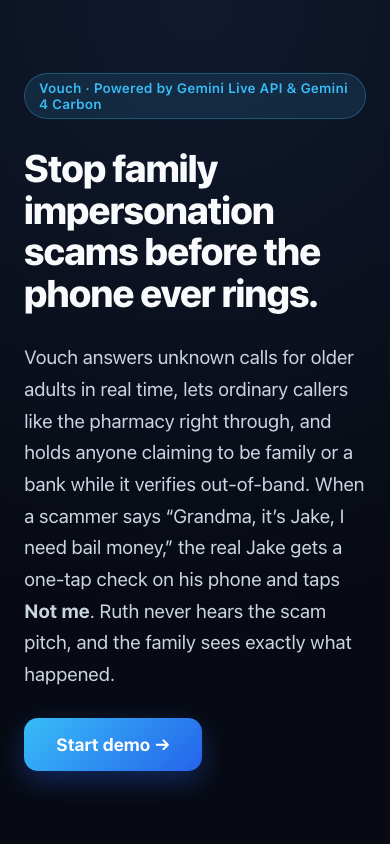 Vouch · Powered by Gemini Live API & Gemini
4 Carbon
Stop family
impersonation
scams before the
phone ever rings.
Vouch answers unknown calls for older
adults in real time, lets ordinary callers
like the pharmacy right through, and
holds anyone claiming to be family or a
bank while it verifies out-of-band. When
a scammer says “Grandma, it’s Jake, I
need bail money,” the real Jake gets a
one-tap check on his phone and taps
Not me. Ruth never hears the scam
pitch, and the family sees exactly what
happened.
Start demo →